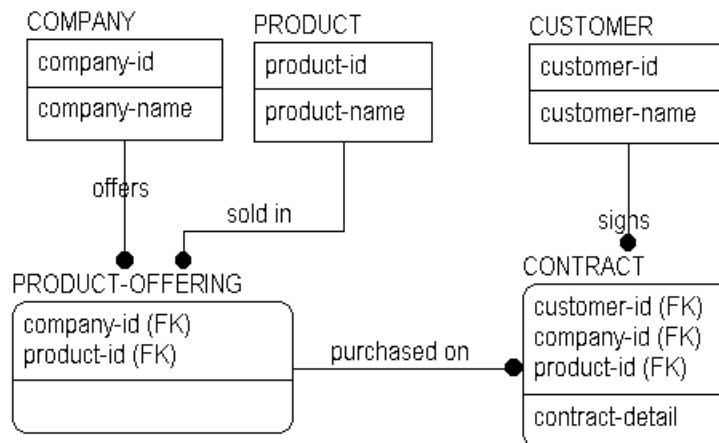 COMPANY
company-id
company-name
PRODUCT
product-id
product-name
CUSTOMER
customer-id
customer-name
offers
sold in
signs
PRODUCT-OFFERING
company-id (FK)
product-id (FK)
purchased on
CONTRACT
customer-id (FK)
company-id (FK)
product-id (FK)
contract-detail